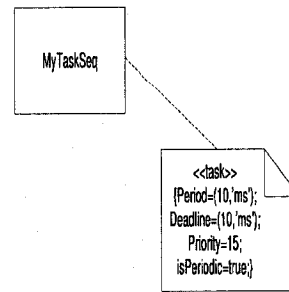 MyTaskSeq
<<task>>
{Period=(10,'ms');
Deadline=(10,'ms');
Priority=15;
isPeriodic=true;}